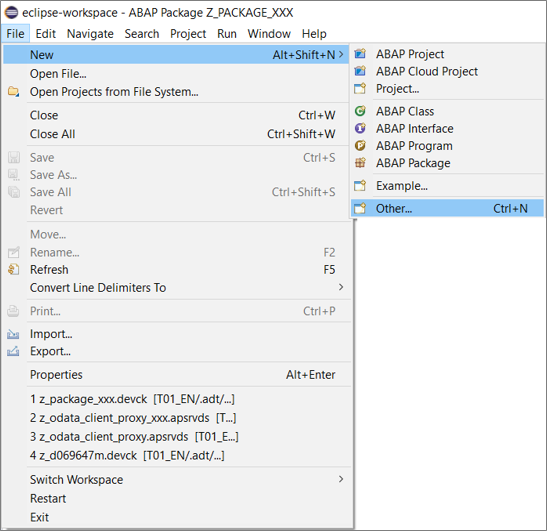 eclipse-workspace - ABAP Package Z_PACKAGE_XXX
File Edit Navigate Search Project Run Window Help
New Alt+Shift+N >
Open File...
Open Projects from File System...
Close Ctrl+W
Close All Ctrl+Shift+W
Save Ctrl+S
Save As...
Save All Ctrl+Shift+S
Revert
Move...
Rename... F2
Refresh F5
Convert Line Delimiters To >
Print... Ctrl+P
Import...
Export...
Properties Alt+Enter
1 z_package_xxx.devck [T01_EN/.adt/...]
2 z_odata_client_proxy_xxx.apsrvds [T...]
3 z_odata_client_proxy.apsrvds [T01_E...]
4 z_d069647m.devck [T01_EN/.adt/...]
Switch Workspace >
Restart
Exit
ABAP Project
ABAP Cloud Project
Project...
ABAP Class
ABAP Interface
ABAP Program
ABAP Package
Example...
Other... Ctrl+N